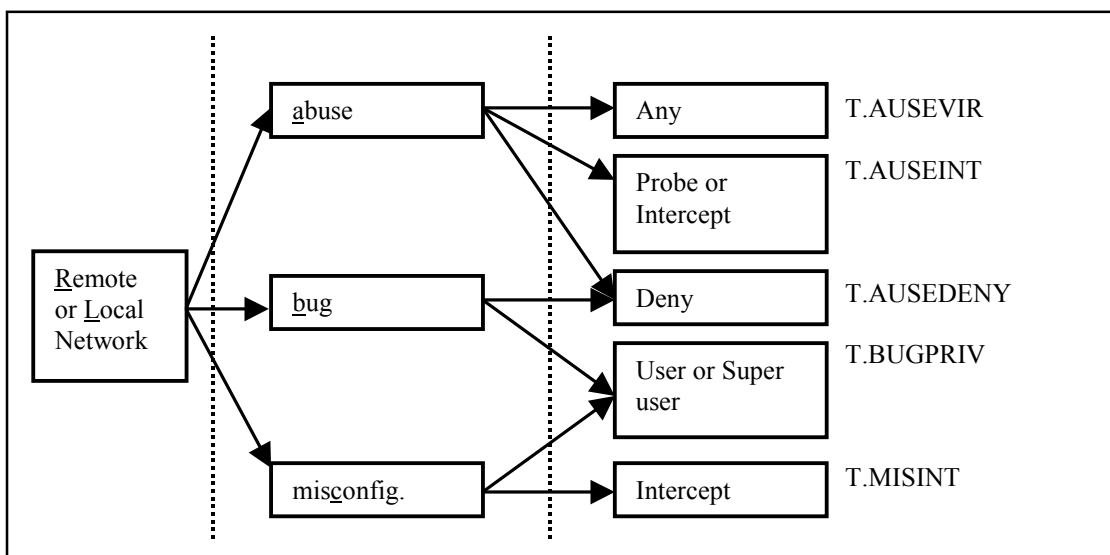 Remote
or Local
Network
abuse
bug
misconfig.
Any
Probe or
Intercept
Deny
User or Super
user
Intercept
T.AUSEVIR
T.AUSEINT
T.AUSEDENY
T.BUGPRIV
T.MISINT